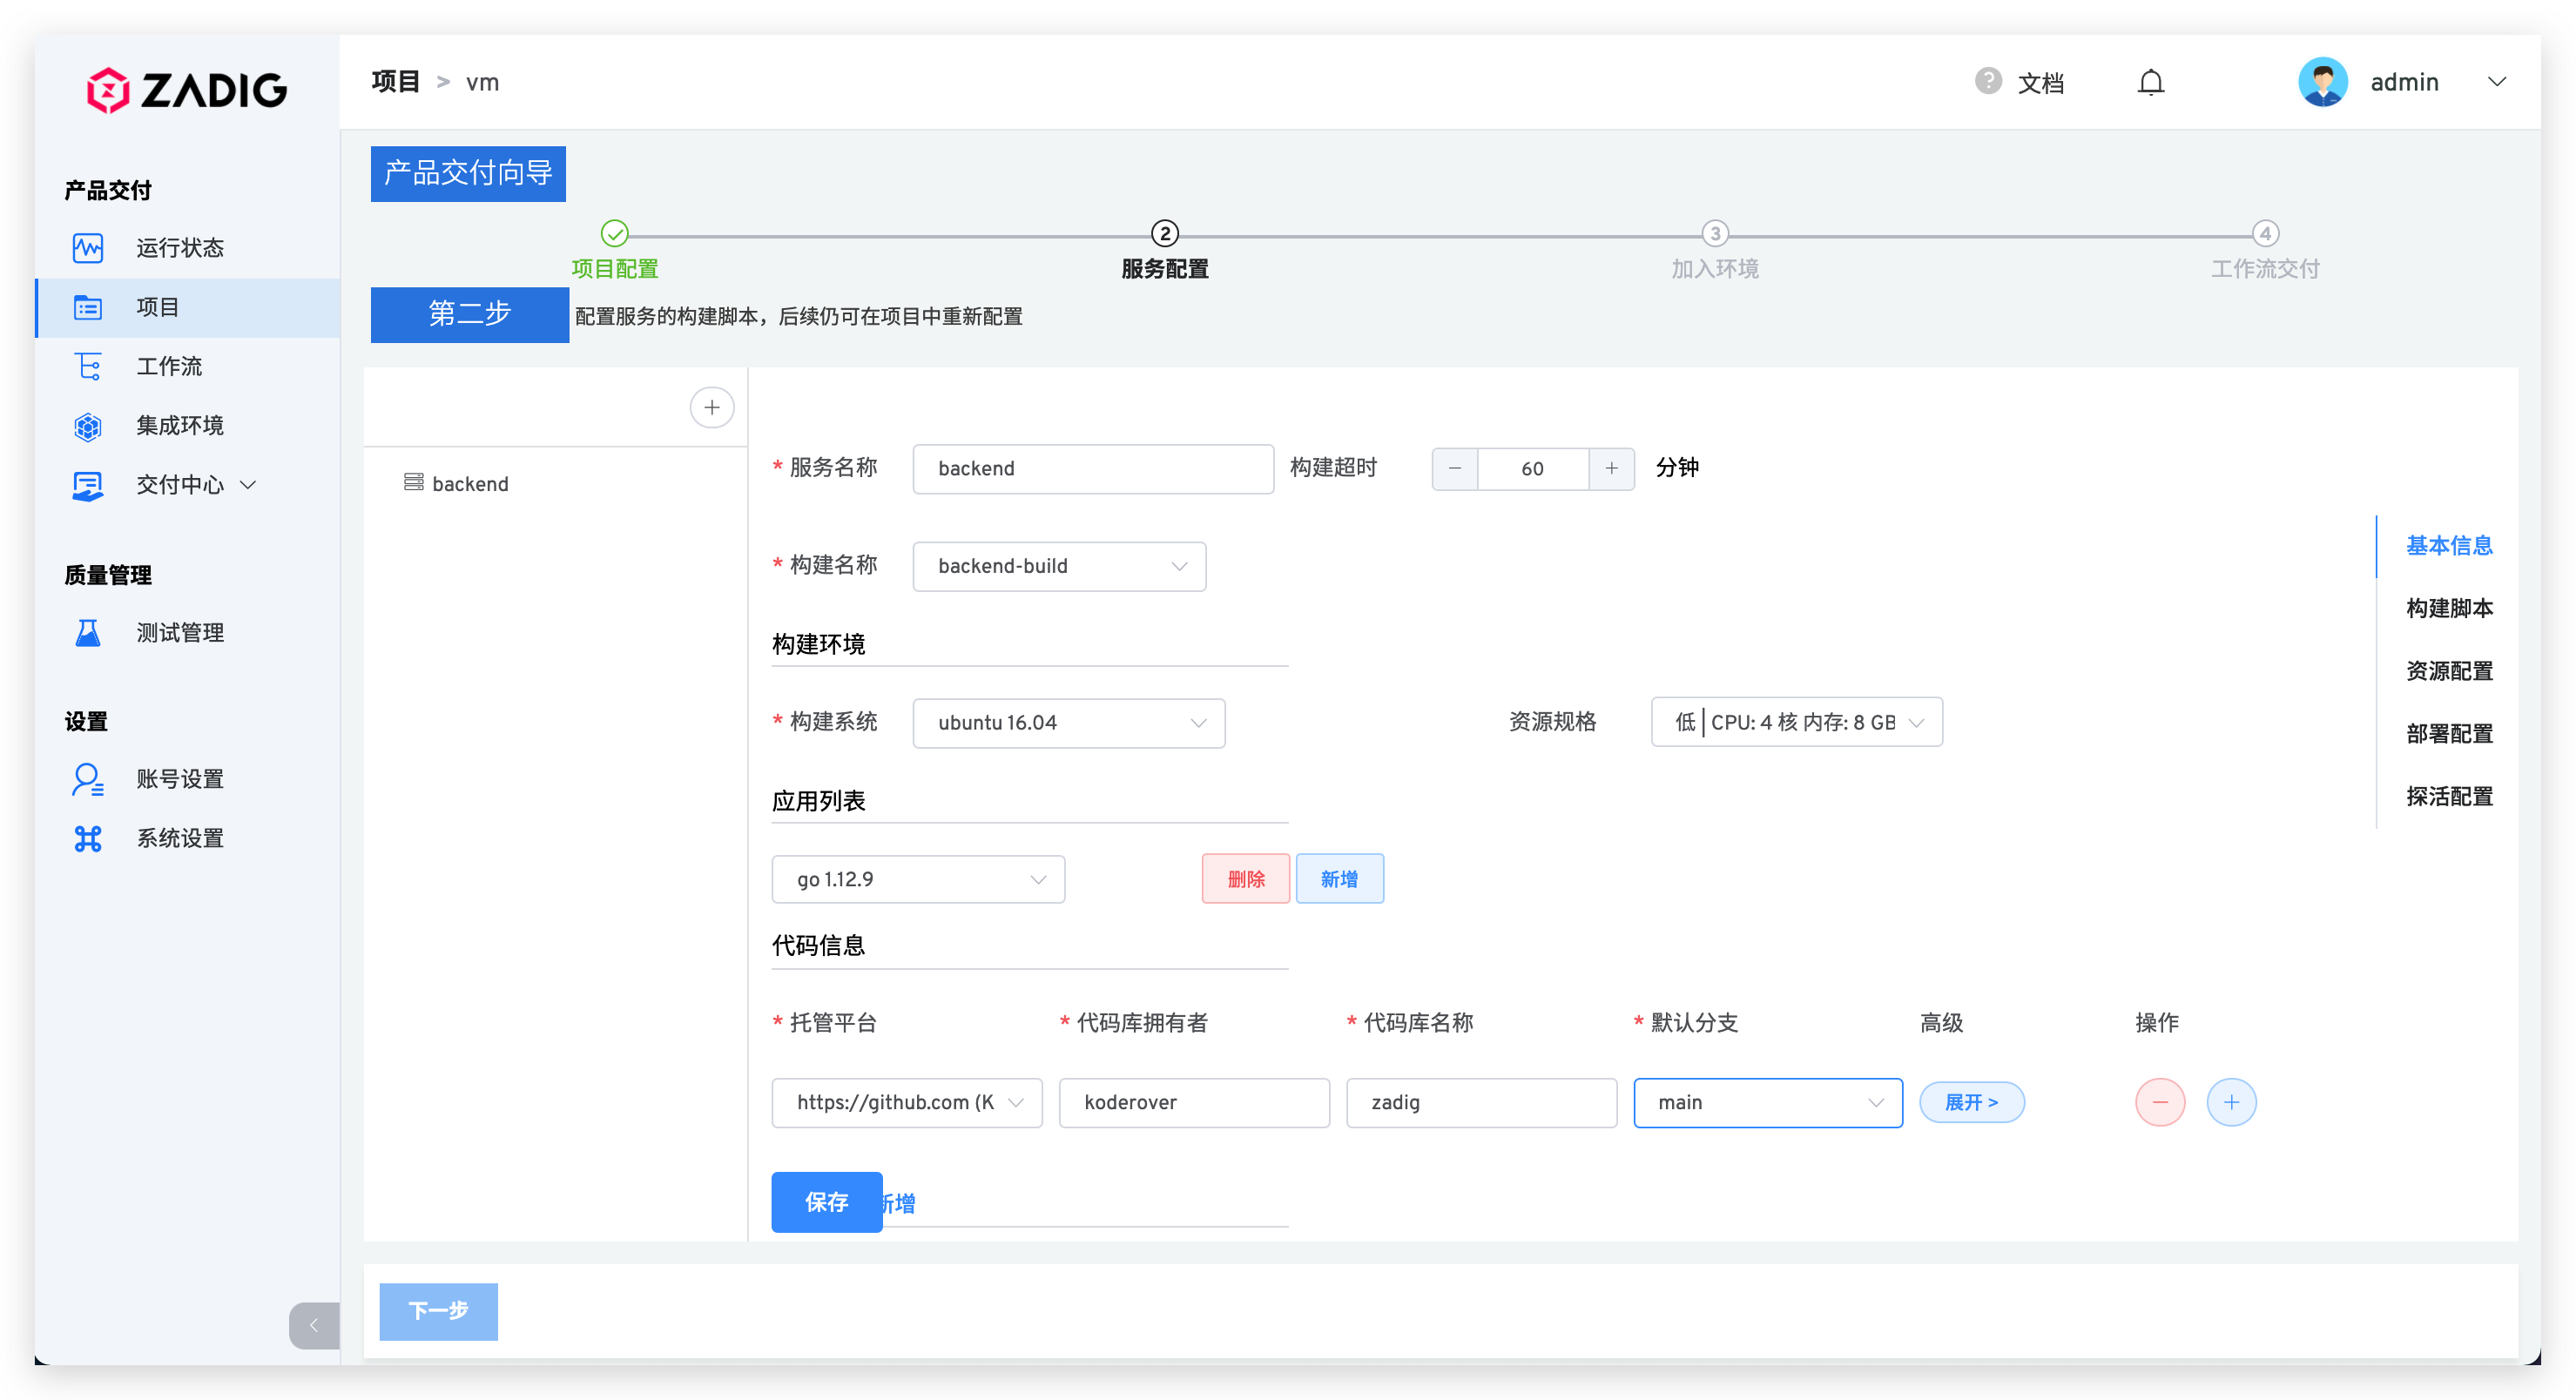 ZADIG
项目 > vm
? 文档
admin
产品交付
运行状态
项目
工作流
集成环境
交付中心
质量管理
测试管理
设置
账号设置
系统设置
产品交付向导
2
3
4
项目配置
服务配置
加入环境
工作流交付
第二步 配置服务的构建脚本，后续仍可在项目中重新配置
+
backend
* 服务名称 backend 构建超时 − 60 + 分钟
* 构建名称 backend-build
构建环境
* 构建系统 ubuntu 16.04 资源规格 低 | CPU: 4 核 内存: 8 GB
应用列表
go 1.12.9 删除 新增
代码信息
* 托管平台 * 代码库拥有者 * 代码库名称 * 默认分支 高级 操作
https://github.com (K koderover zadig main 展开 > − +
保存 新增
基本信息
构建脚本
资源配置
部署配置
探活配置
下一步